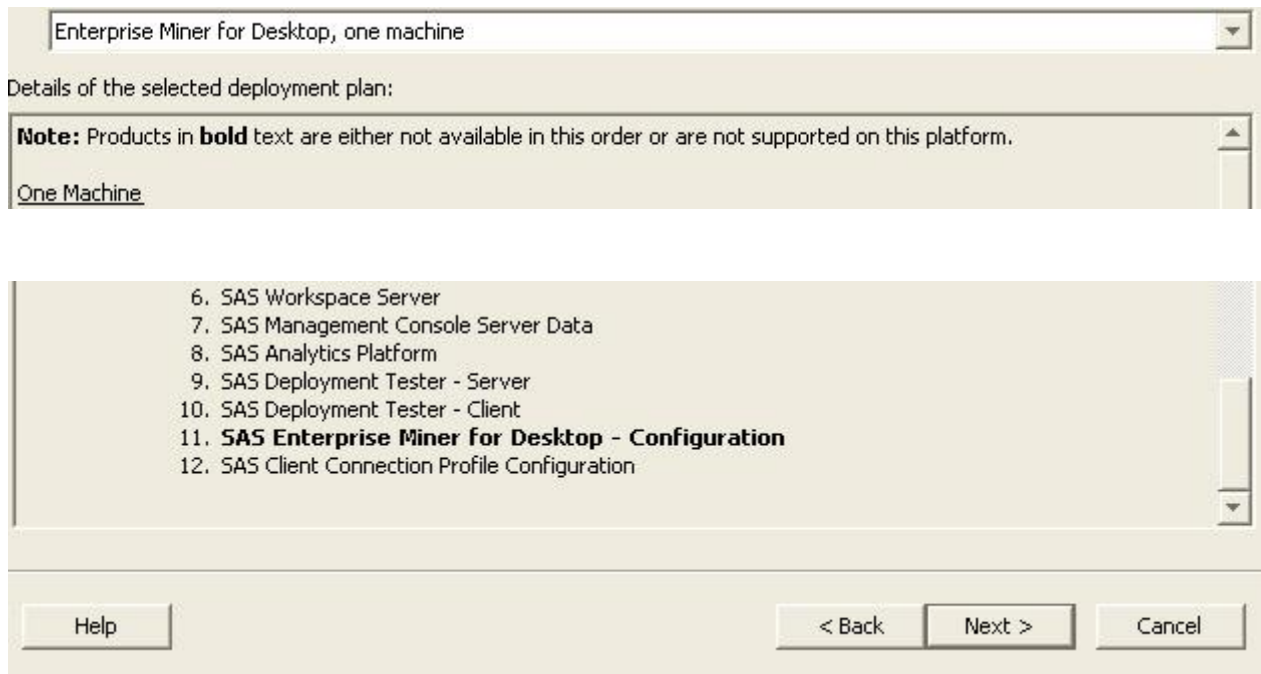 Enterprise Miner for Desktop, one machine
Details of the selected deployment plan:
Note: Products in bold text are either not available in this order or are not supported on this platform.
One Machine
6. SAS Workspace Server
7. SAS Management Console Server Data
8. SAS Analytics Platform
9. SAS Deployment Tester - Server
10. SAS Deployment Tester - Client
11. SAS Enterprise Miner for Desktop - Configuration
12. SAS Client Connection Profile Configuration
Help < Back Next > Cancel